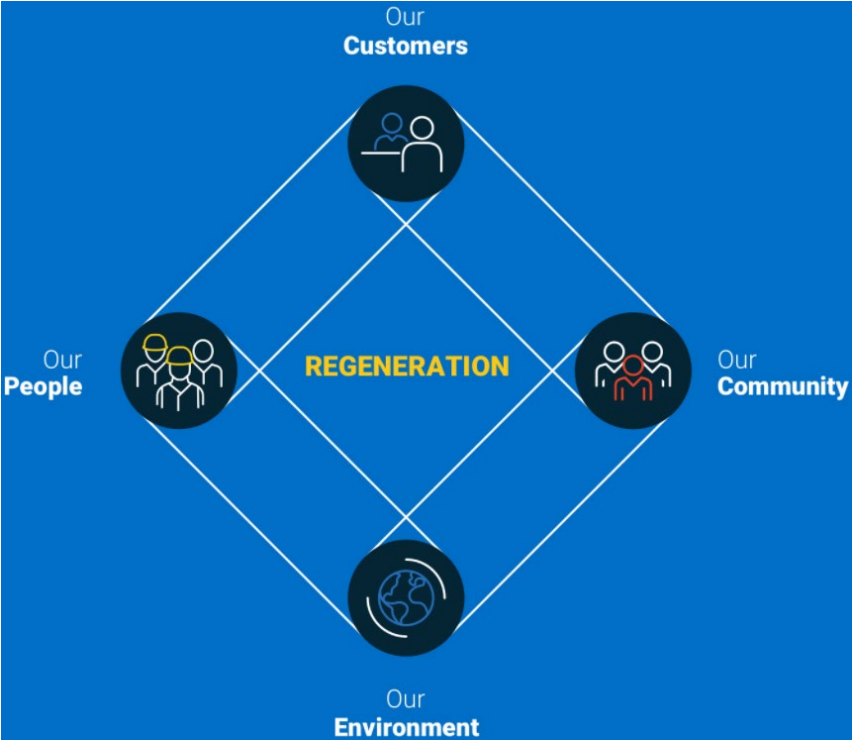 Our
Customers
Our
People
REGENERATION
Our
Community
Our
Environment